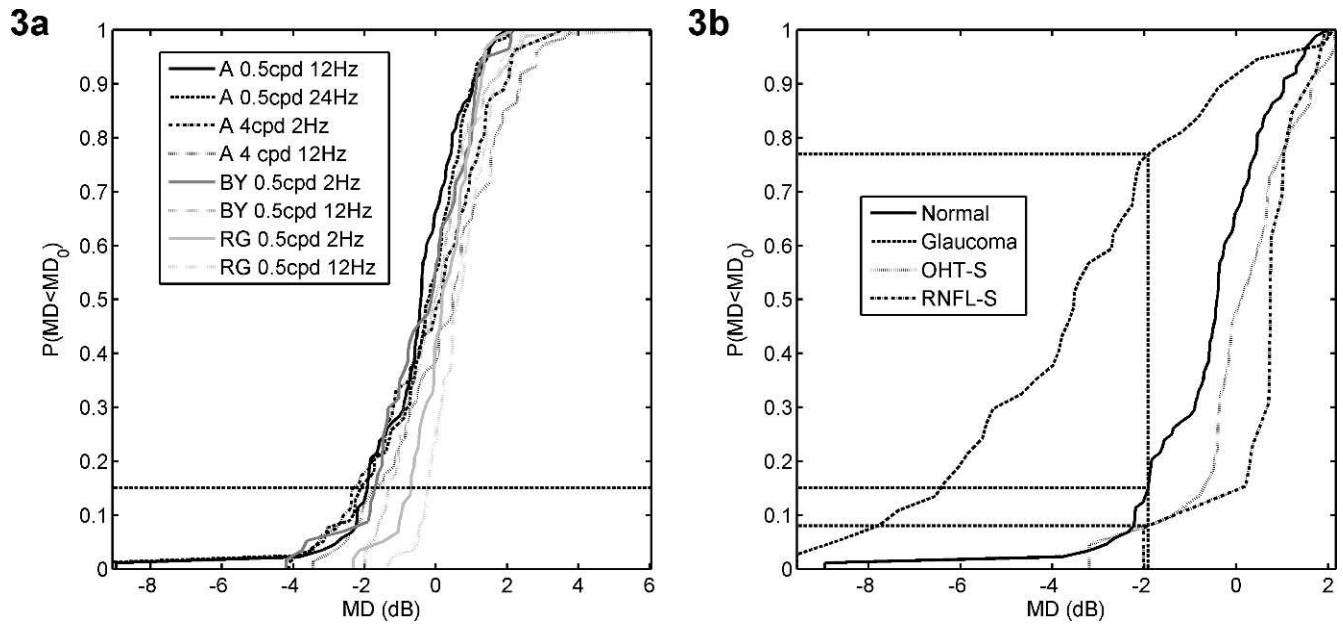 3a
1
0.9
0.8
0.7
0.6
0.5
0.4
0.3
0.2
0.1
0
P(MD<MD0)
A 0.5cpd 12Hz
A 0.5cpd 24Hz
A 4cpd 2Hz
A 4 cpd 12Hz
BY 0.5cpd 2Hz
BY 0.5cpd 12Hz
RG 0.5cpd 2Hz
RG 0.5cpd 12Hz
-8 -6 -4 -2 0 2 4 6
MD (dB)
3b
1
0.9
0.8
0.7
0.6
0.5
0.4
0.3
0.2
0.1
0
P(MD<MD0)
Normal
Glaucoma
OHT-S
RNFL-S
-8 -6 -4 -2 0 2
MD (dB)